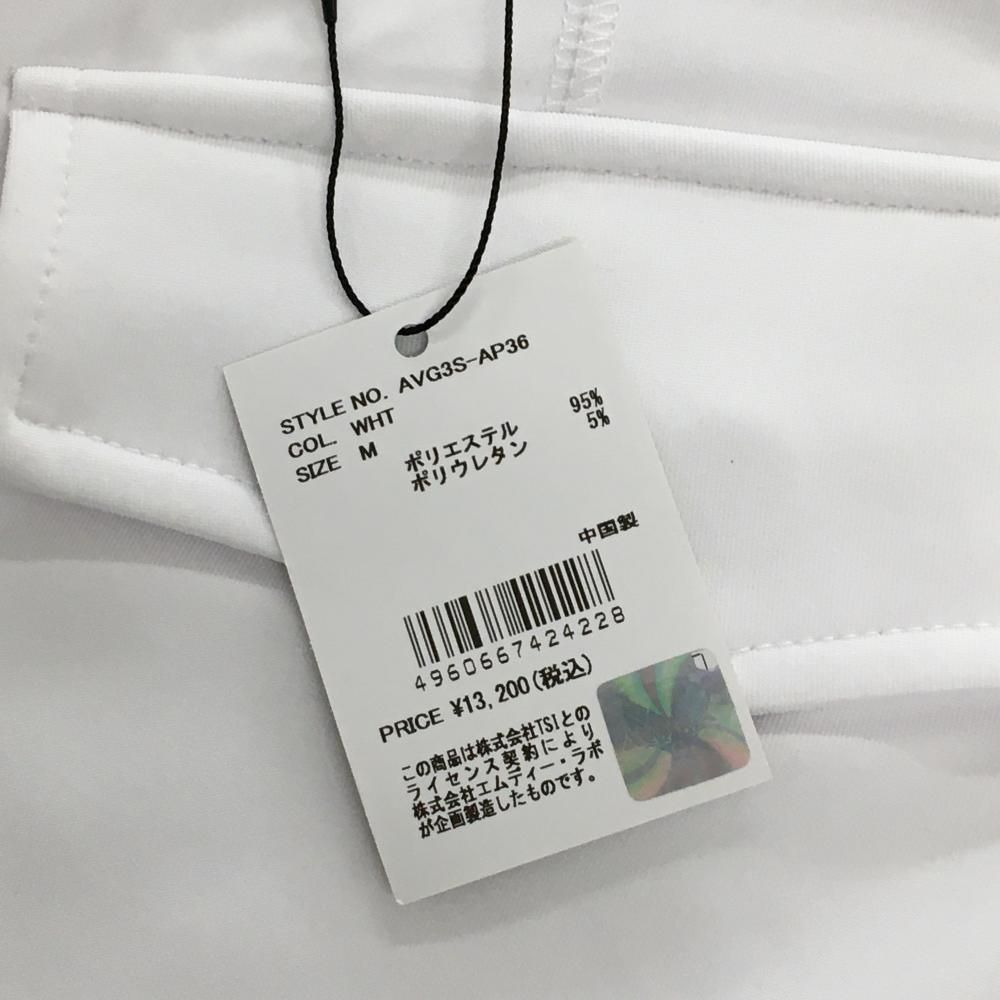 STYLE NO. AVG3S-AP36
COL. WHT
SIZE M
ポリエステル 95%
ポリウレタン 5%
中国製
4960667424228
PRICE ¥13,200(税込)
この商品は株式会社TSIとの
ライセンス契約により
株式会社エムディー・ラボ
が企画製造したものです。